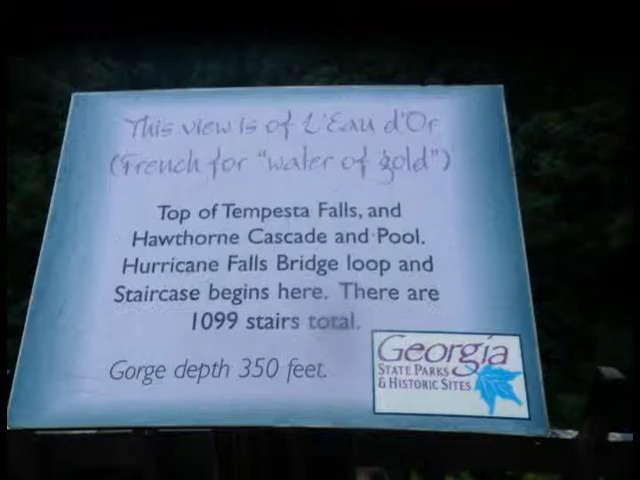 This view is of L'Eau d'Or
(French for "water of gold")
Top of Tempesta Falls, and
Hawthorne Cascade and Pool.
Hurricane Falls Bridge loop and
Staircase begins here. There are
1099 stairs total.
Gorge depth 350 feet.
Georgia
STATE PARKS
& HISTORIC SITES